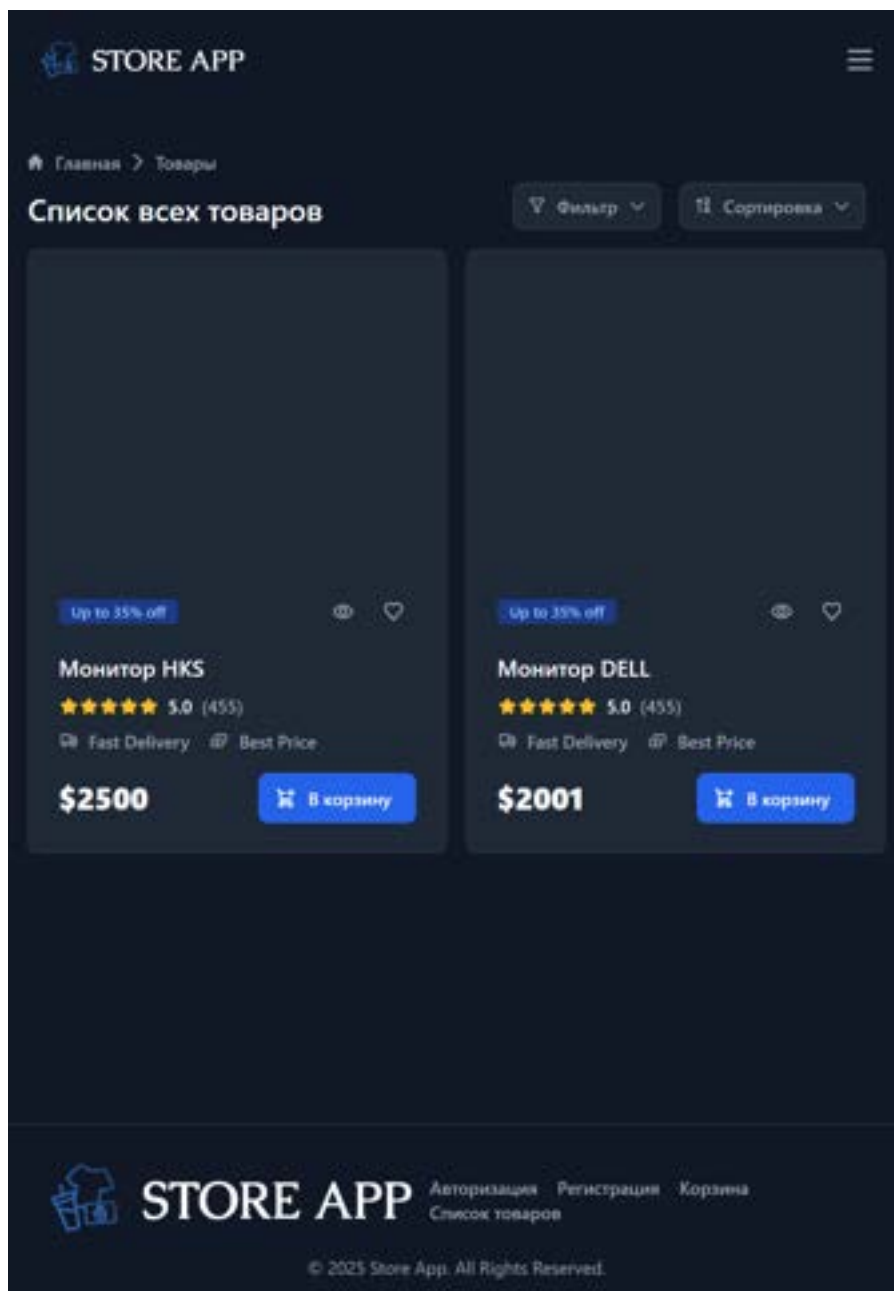 STORE APP
Главная > Товары
Список всех товаров
Фильтр
Сортировка
Up to 35% off
Монитор HKS
5.0 (455)
Fast Delivery Best Price
$2500
В корзину
Up to 35% off
Монитор DELL
5.0 (455)
Fast Delivery Best Price
$2001
В корзину
STORE APP
Авторизация Регистрация Корзина
Список товаров
© 2025 Store App. All Rights Reserved.